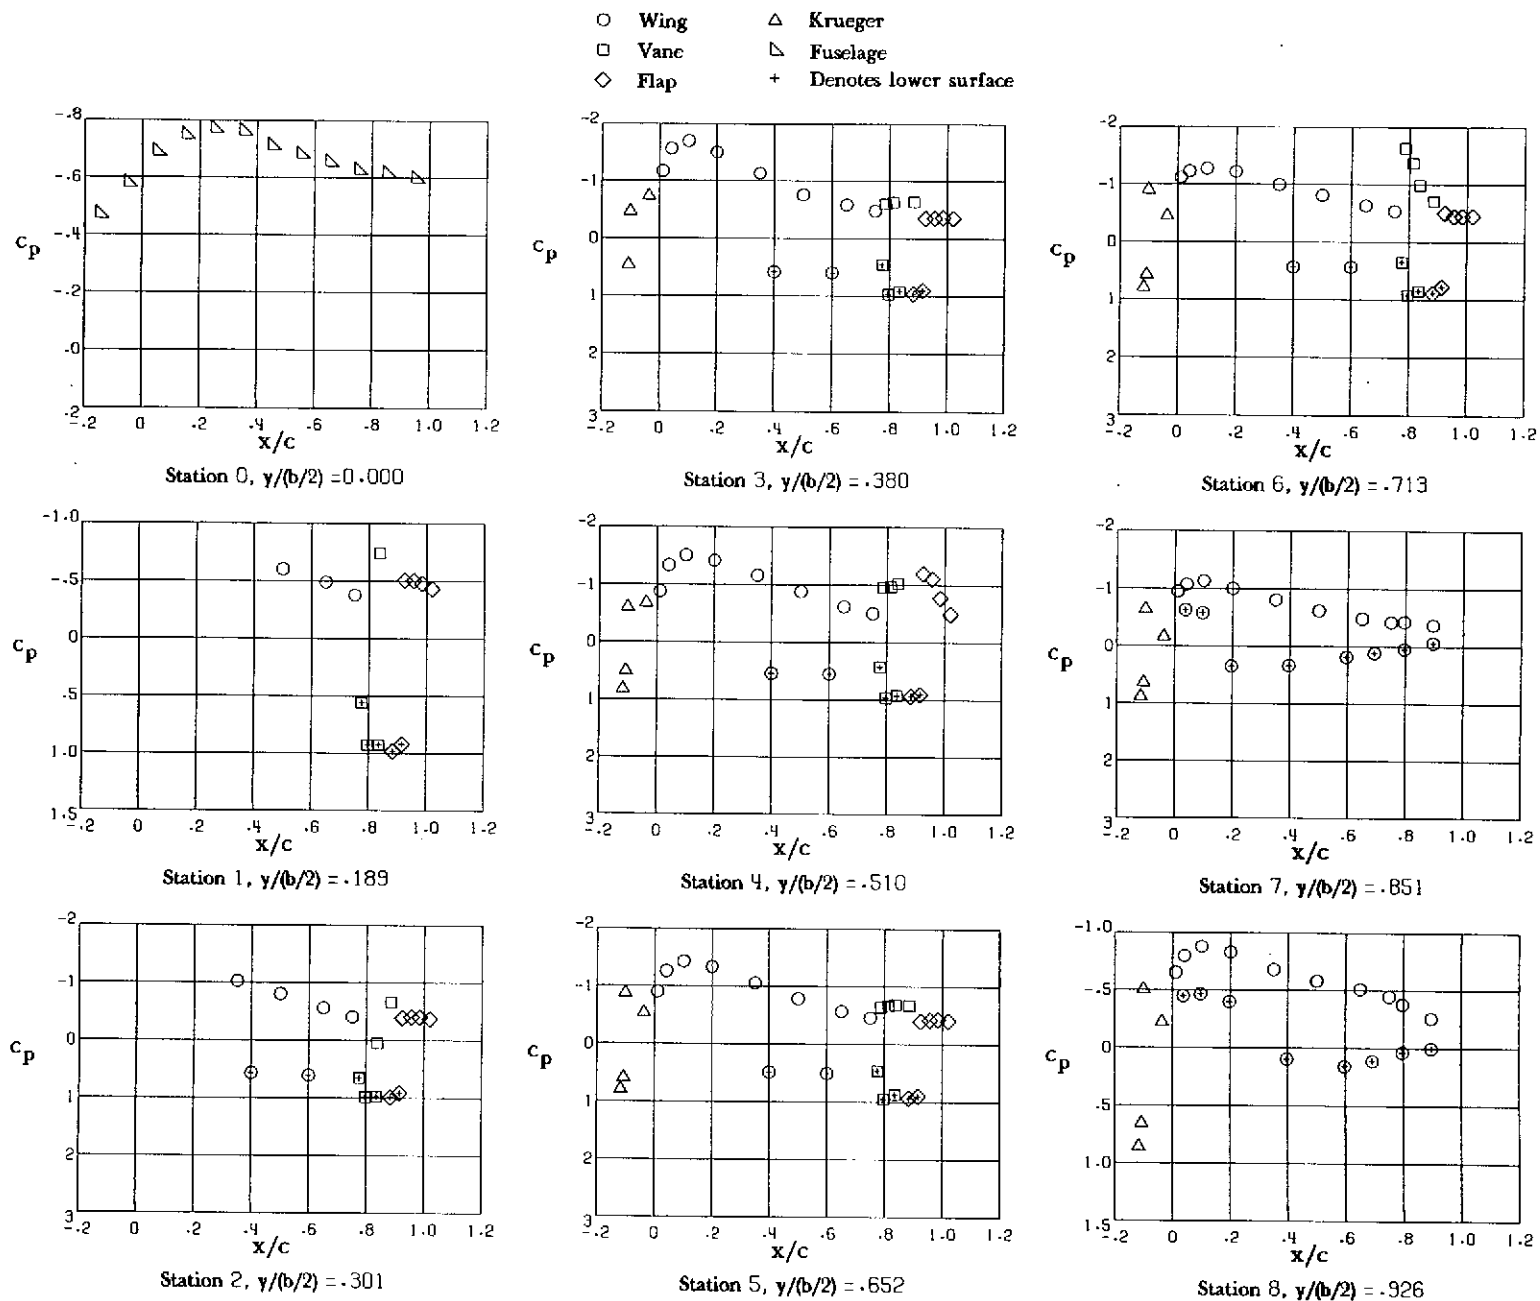 Wing
Vane
Flap
Krueger
Fuselage
+ Denotes lower surface
-.8
-.6
-.4
-.2
-.0
.2
cp
-.2 0 .2 .4 .6 .8 1.0 1.2
x/c
Station 0, y/(b/2) =0.000
-2
-1
0
1
2
3
cp
-.2 0 .2 .4 .6 .8 1.0 1.2
x/c
Station 3, y/(b/2) =.380
-2
-1
0
1
2
3
cp
-.2 0 .2 .4 .6 .8 1.0 1.2
x/c
Station 6, y/(b/2) =.713
-1.0
-.5
0
.5
1.0
1.5
cp
-.2 0 .2 .4 .6 .8 1.0 1.2
x/c
Station 1, y/(b/2) =.189
-2
-1
0
1
2
3
cp
-.2 0 .2 .4 .6 .8 1.0 1.2
x/c
Station 4, y/(b/2) =.510
-2
-1
0
1
2
3
cp
-.2 0 .2 .4 .6 .8 1.0 1.2
x/c
Station 7, y/(b/2) =.851
-2
-1
0
1
2
3
cp
-.2 0 .2 .4 .6 .8 1.0 1.2
x/c
Station 2, y/(b/2) =.301
-2
-1
0
1
2
3
cp
-.2 0 .2 .4 .6 .8 1.0 1.2
x/c
Station 5, y/(b/2) =.652
-1.0
-.5
0
.5
1.0
1.5
cp
-.2 0 .2 .4 .6 .8 1.0 1.2
x/c
Station 8, y/(b/2) =.926